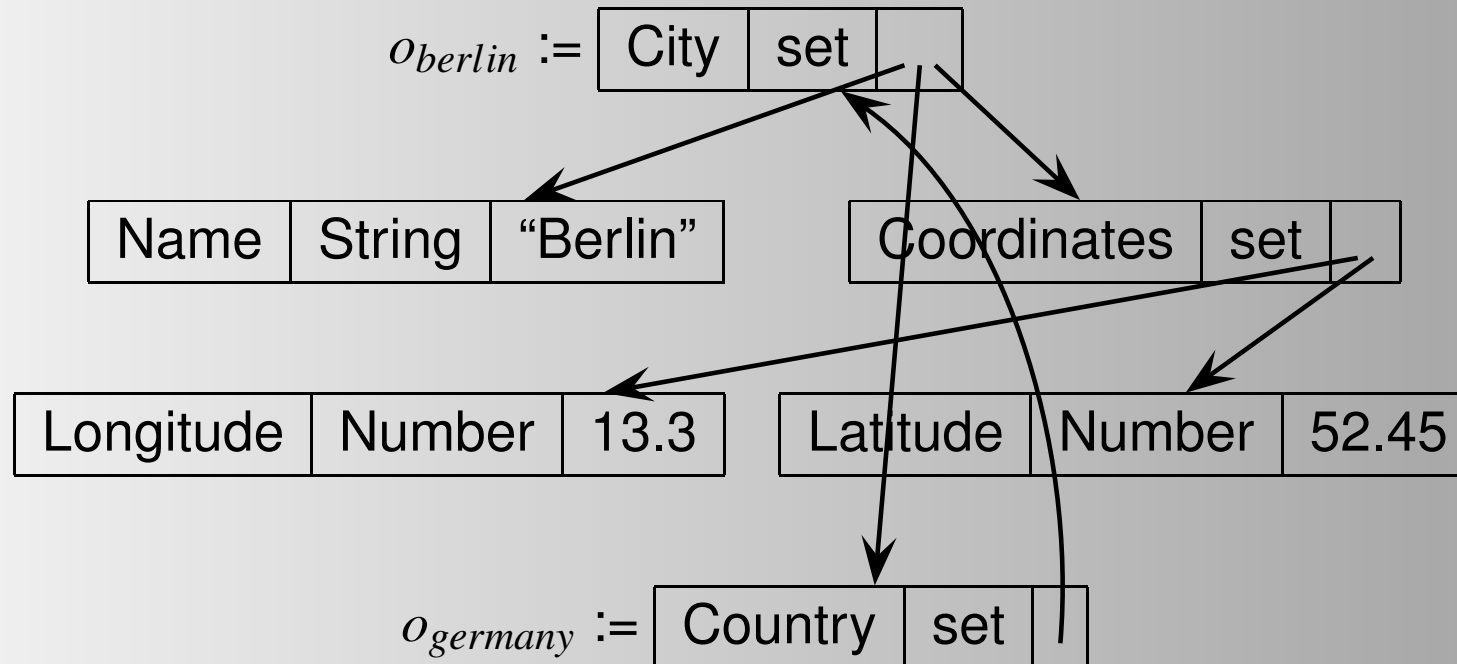 o_berlin := City set
Name String “Berlin” Coordinates set
Longitude Number 13.3 Latitude Number 52.45
o_germany := Country set